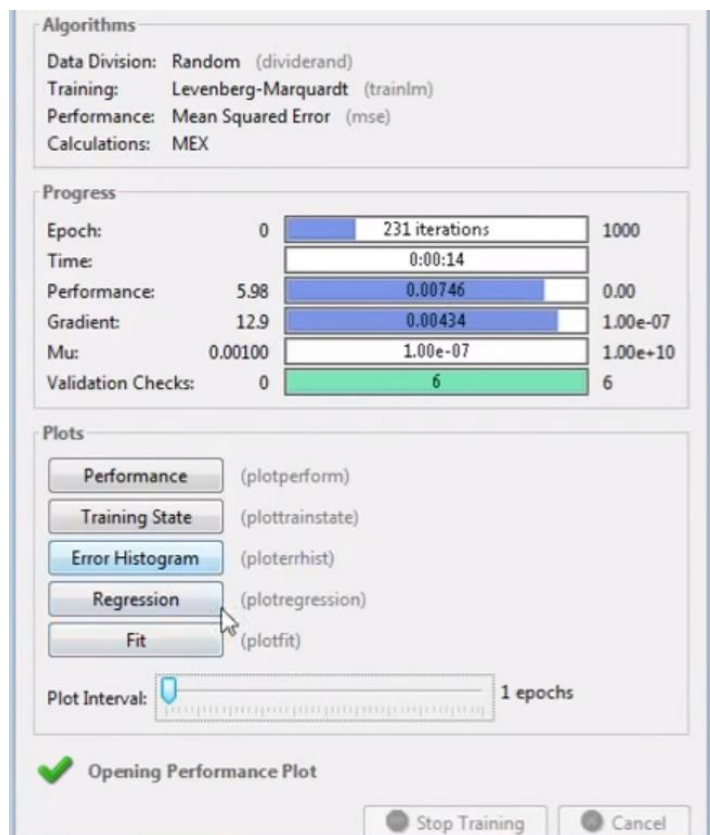 Algorithms
Data Division: Random (dividerand)
Training: Levenberg-Marquardt (trainlm)
Performance: Mean Squared Error (mse)
Calculations: MEX
Progress
Epoch: 0 231 iterations 1000
Time: 0:00:14
Performance: 5.98 0.00746 0.00
Gradient: 12.9 0.00434 1.00e-07
Mu: 0.00100 1.00e-07 1.00e+10
Validation Checks: 0 6 6
Plots
Performance (plotperform)
Training State (plottrainstate)
Error Histogram (ploterrhist)
Regression (plotregression)
Fit (plotfit)
Plot Interval: 1 epochs
Opening Performance Plot
Stop Training Cancel